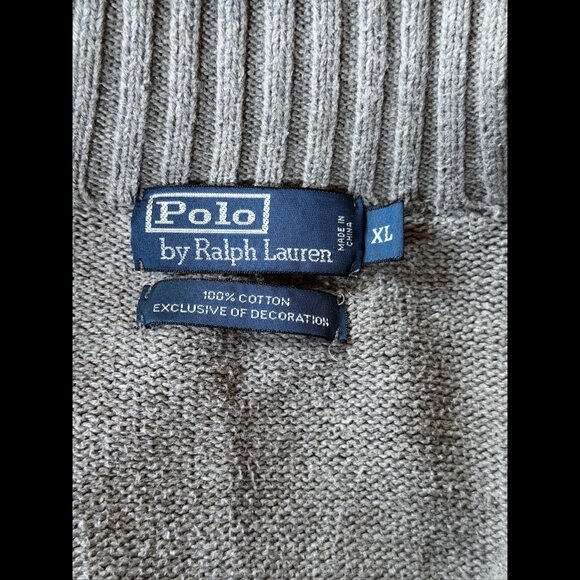 Polo
by Ralph Lauren
MADE IN
CHINA
XL
100% COTTON
EXCLUSIVE OF DECORATION